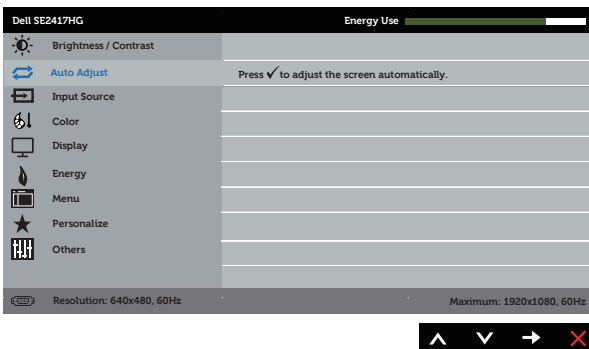 Dell SE2417HG
Energy Use
Brightness / Contrast
Auto Adjust
Press ✓ to adjust the screen automatically.
Input Source
Color
Display
Energy
Menu
Personalize
Others
Resolution: 640x480, 60Hz
Maximum: 1920x1080, 60Hz